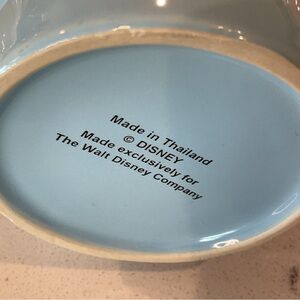 Made in Thailand
© DISNEY
Made exclusively for
The Walt Disney Company